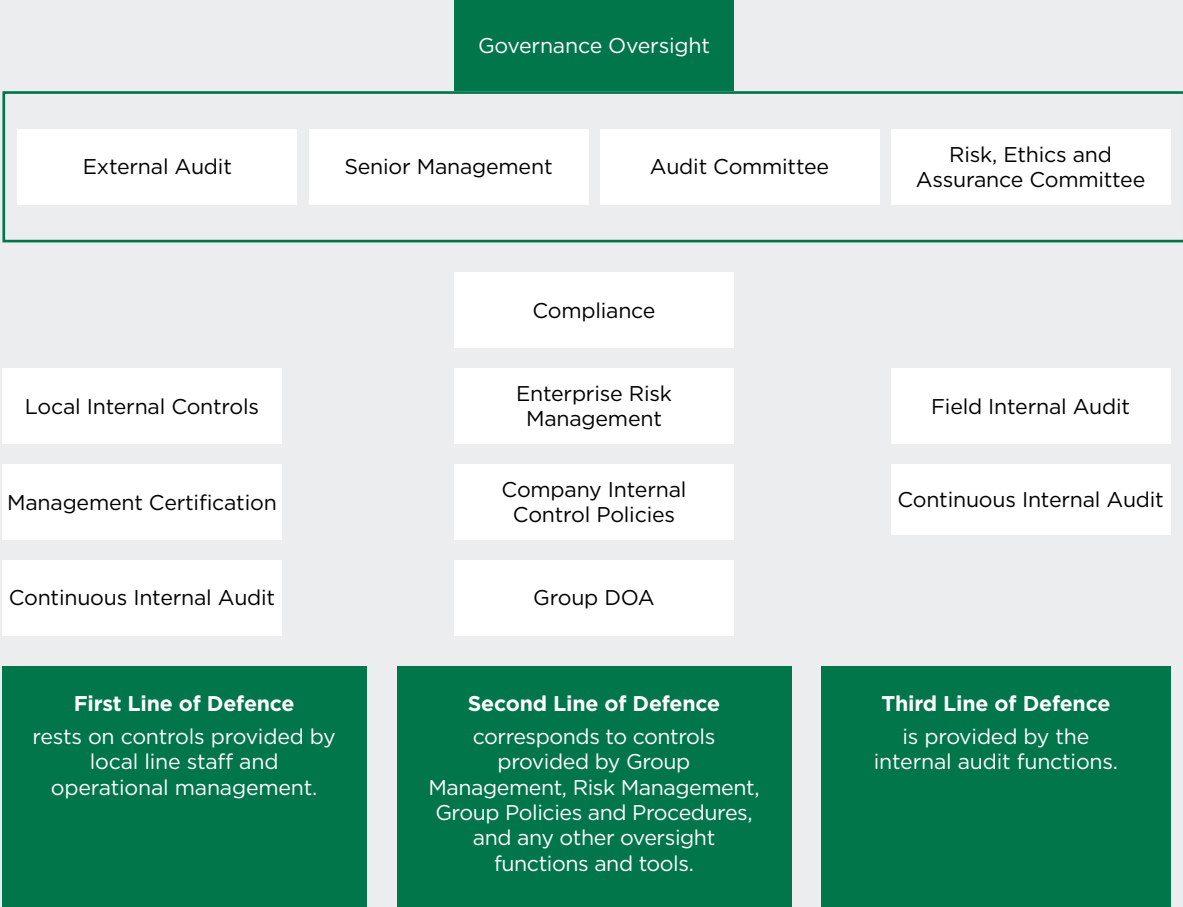 Governance Oversight
External Audit
Senior Management
Audit Committee
Risk, Ethics and
Assurance Committee
Compliance
Local Internal Controls
Enterprise Risk
Management
Field Internal Audit
Management Certification
Company Internal
Control Policies
Continuous Internal Audit
Continuous Internal Audit
Group DOA
First Line of Defence
rests on controls provided by
local line staff and
operational management.
Second Line of Defence
corresponds to controls
provided by Group
Management, Risk Management,
Group Policies and Procedures,
and any other oversight
functions and tools.
Third Line of Defence
is provided by the
internal audit functions.